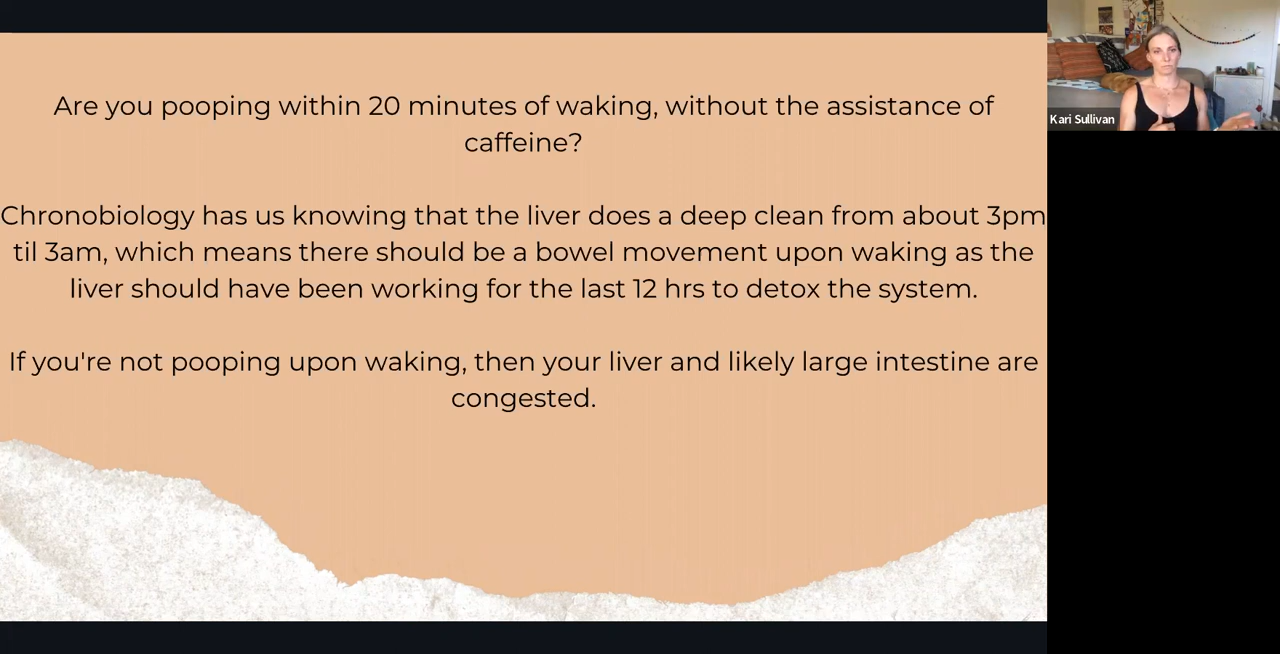 Are you pooping within 20 minutes of waking, without the assistance of
caffeine?
Chronobiology has us knowing that the liver does a deep clean from about 3pm
til 3am, which means there should be a bowel movement upon waking as the
liver should have been working for the last 12 hrs to detox the system.
If you're not pooping upon waking, then your liver and likely large intestine are
congested.
Kari Sullivan